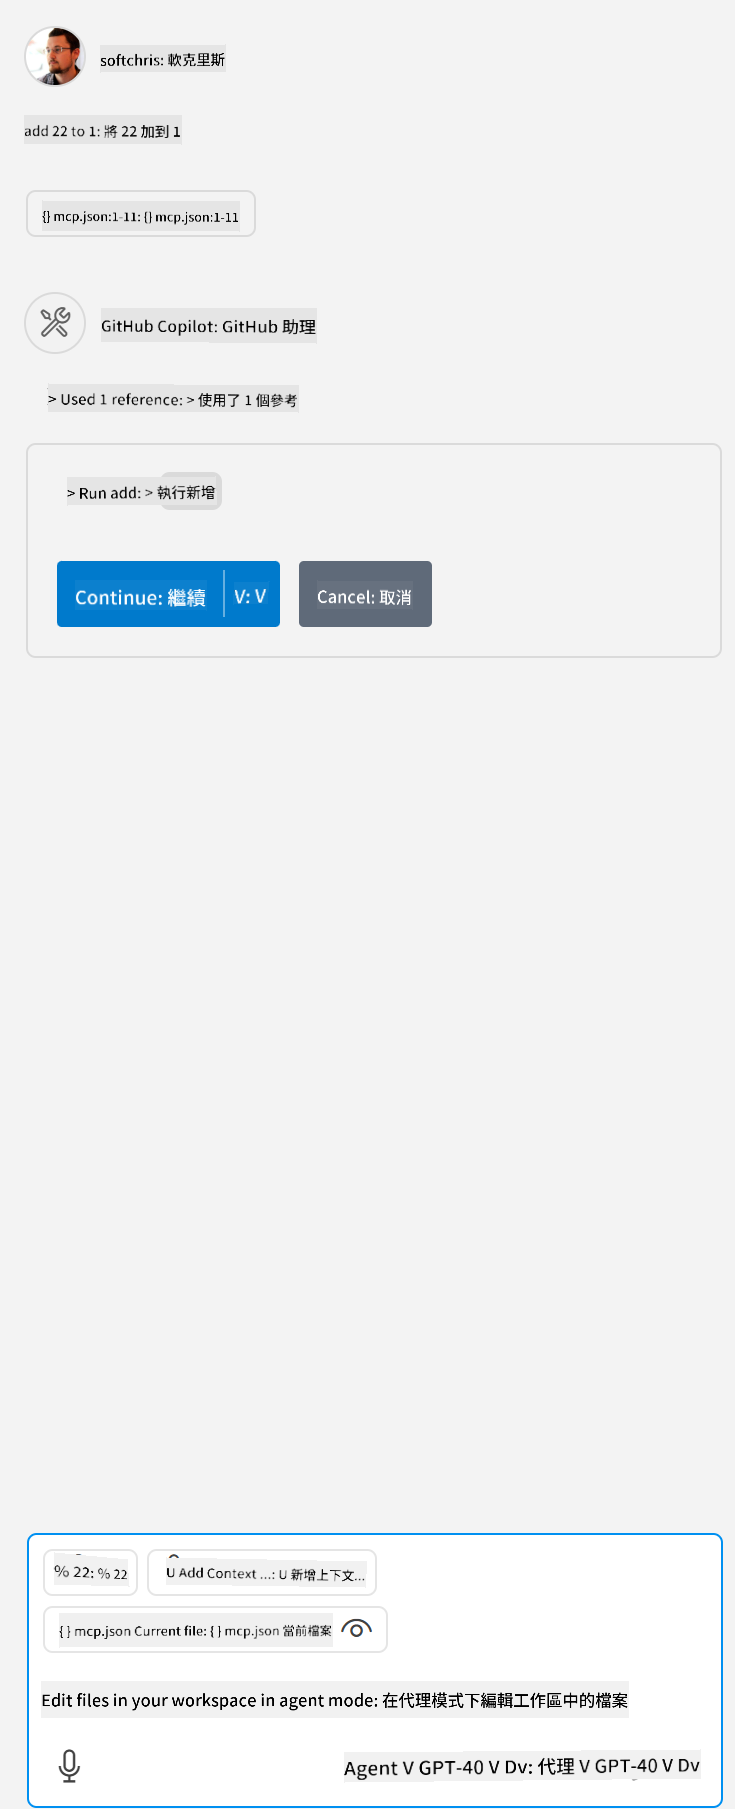 softchris: 軟克里斯
add 22 to 1: 將 22 加到 1
{} mcp.json:1-11: {} mcp.json:1-11
GitHub Copilot: GitHub 助理
> Used 1 reference: > 使用了 1 個參考
> Run add: > 執行新增
Continue: 繼續 V: V Cancel: 取消
% 22: % 22 U Add Context ...: U 新增上下文...
{ } mcp.json Current file: { } mcp.json 當前檔案
Edit files in your workspace in agent mode: 在代理模式下編輯工作區中的檔案
Agent V GPT-40 V Dv: 代理 V GPT-40 V Dv